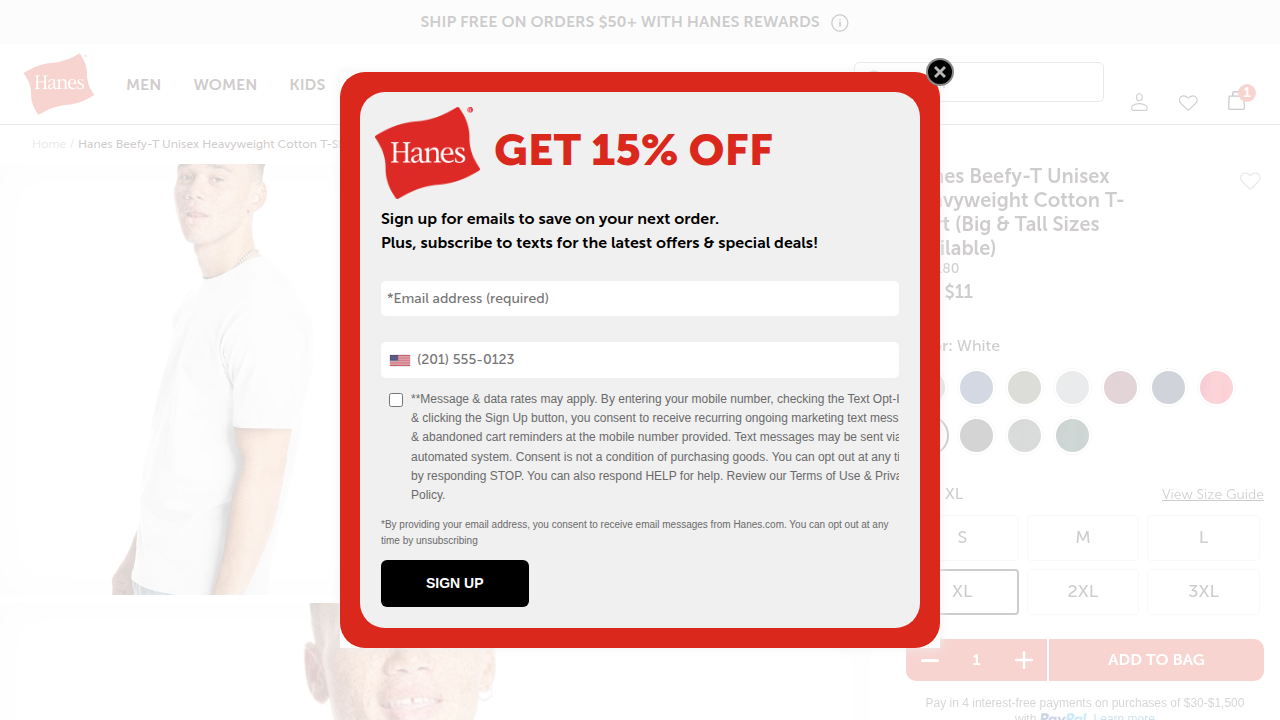 SHIP FREE ON ORDERS $50+ WITH HANES REWARDS
Hanes
MEN WOMEN KIDS
1
Home / Hanes Beefy-T Unisex Heavyweight Cotton T-S
Hanes
GET 15% OFF
Sign up for emails to save on your next order.
Plus, subscribe to texts for the latest offers & special deals!
*Email address (required)
(201) 555-0123
**Message & data rates may apply. By entering your mobile number, checking the Text Opt-I
& clicking the Sign Up button, you consent to receive recurring ongoing marketing text mess
& abandoned cart reminders at the mobile number provided. Text messages may be sent via
automated system. Consent is not a condition of purchasing goods. You can opt out at any ti
by responding STOP. You can also respond HELP for help. Review our Terms of Use & Priva
Policy.
*By providing your email address, you consent to receive email messages from Hanes.com. You can opt out at any
time by unsubscribing
SIGN UP
nes Beefy-T Unisex
vyweight Cotton T-
rt (Big & Tall Sizes
ilable)
.80
$11
r: White
XL
View Size Guide
S M L
XL 2XL 3XL
1
ADD TO BAG
Pay in 4 interest-free payments on purchases of $30-$1,500
with PayPal. Learn more